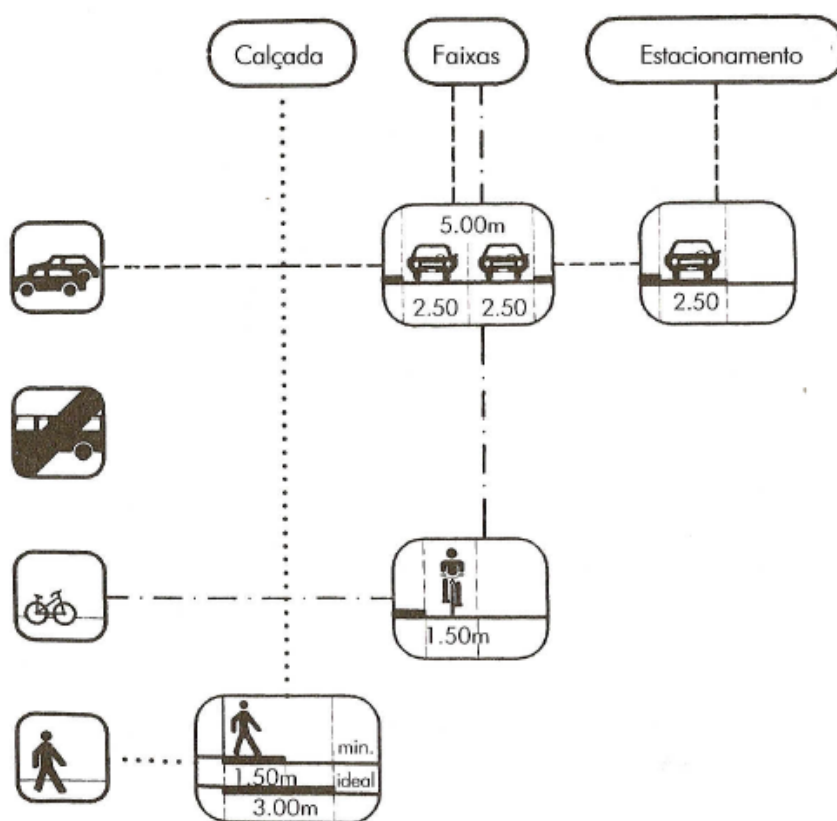 Calçada
Faixas
Estacionamento
5.00m
2.50 2.50
2.50
1.50m
min.
1.50m
ideal
3.00m